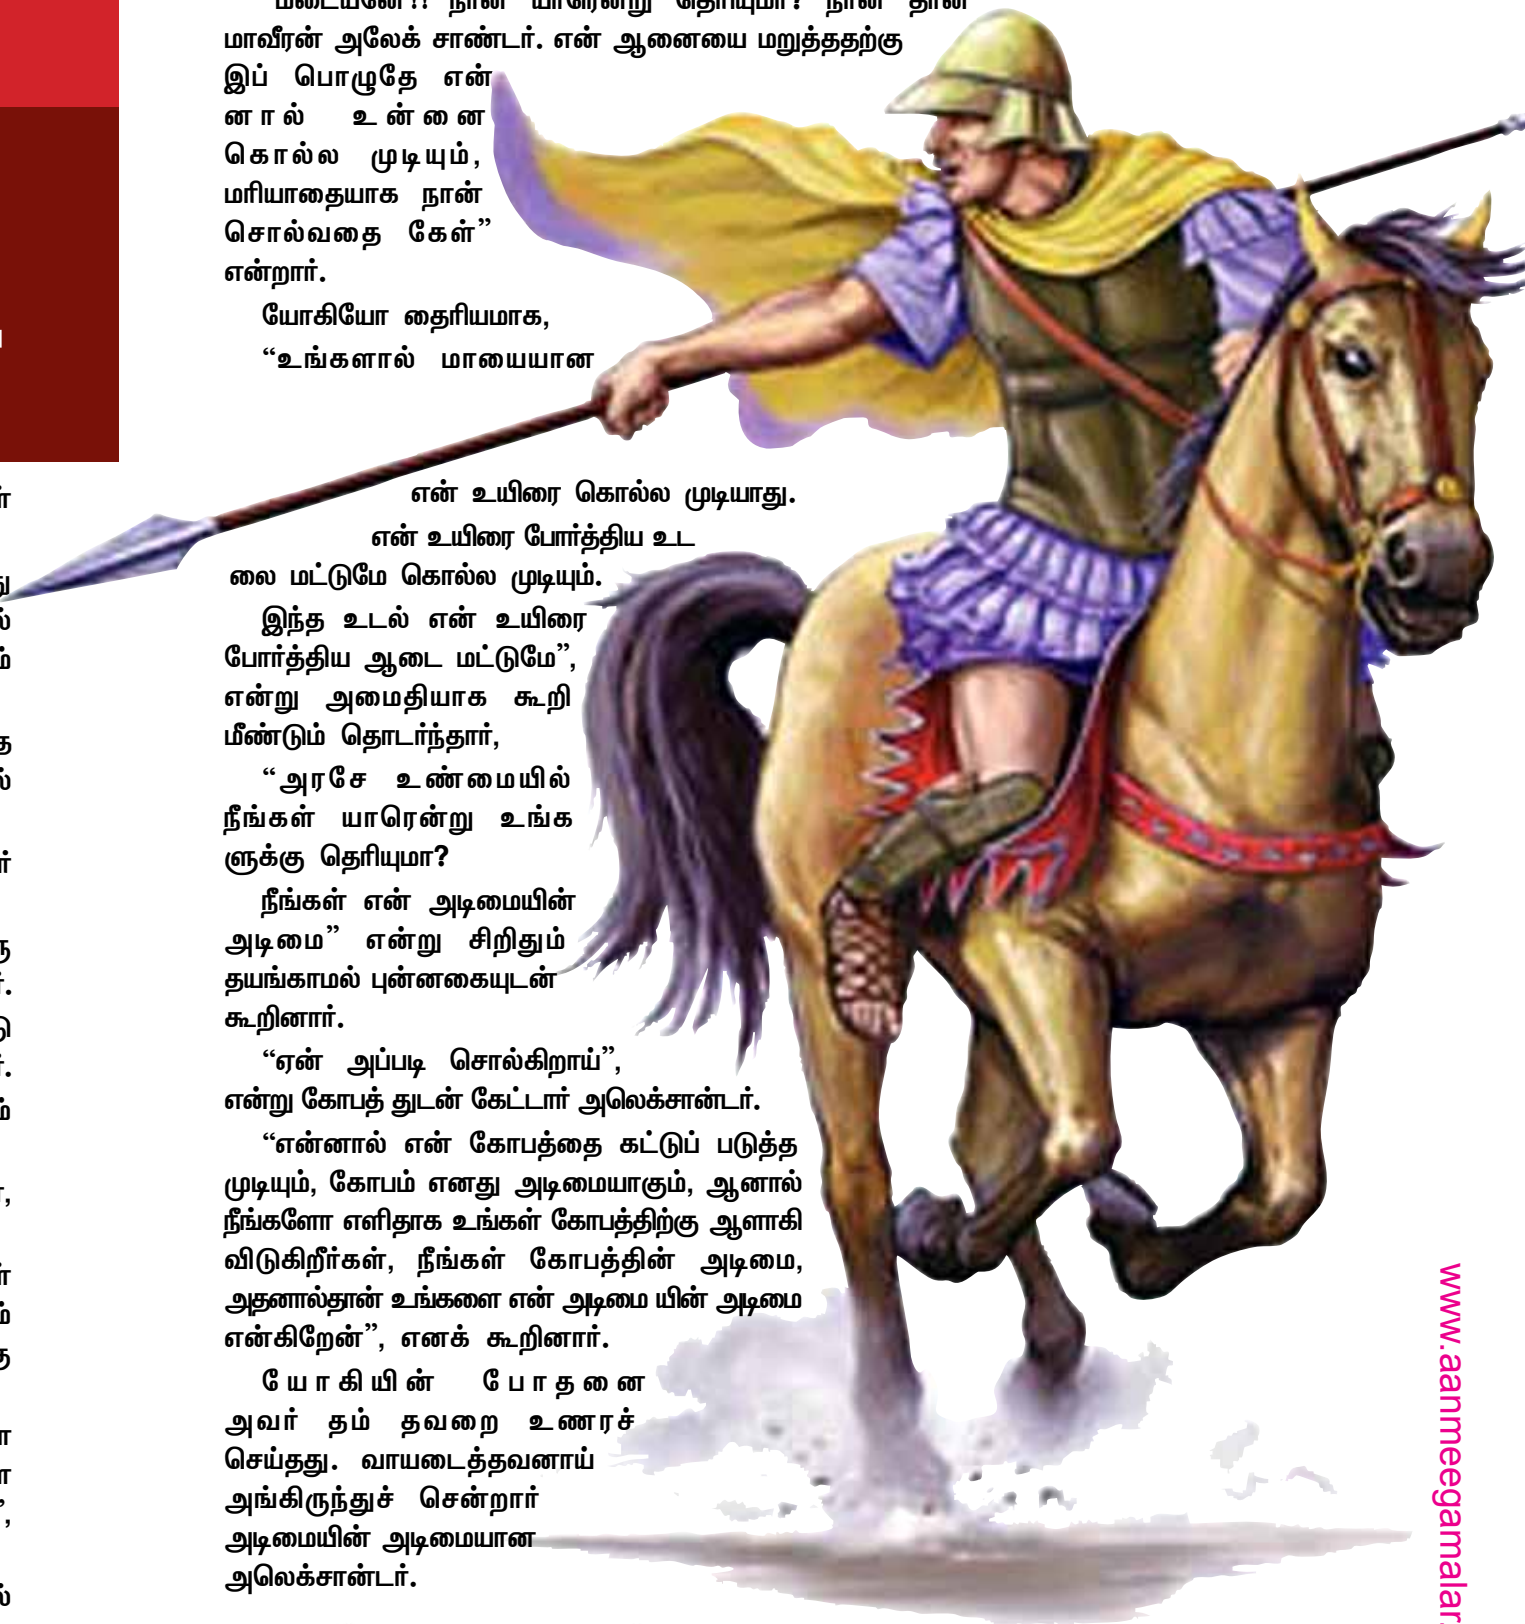 மடையனே!! நான் யாரென்று தெரியுமா? நான் தான்
மாவீரன் அலேக் சாண்டர். என் ஆனையை மறுத்ததற்கு
இப் பொழுதே என்
னால் உன்னை
கொல்ல முடியும்,
மரியாதையாக நான்
சொல்வதை கேள்”
என்றார்.
யோகியோ தைரியமாக,
“உங்களால் மாயையான
என் உயிரை கொல்ல முடியாது.
என் உயிரை போர்த்திய உட
லை மட்டுமே கொல்ல முடியும்.
இந்த உடல் என் உயிரை
போர்த்திய ஆடை மட்டுமே”,
என்று அமைதியாக கூறி
மீண்டும் தொடர்ந்தார்,
“அரசே உண்மையில்
நீங்கள் யாரென்று உங்க
ளுக்கு தெரியுமா?
நீங்கள் என் அடிமையின்
அடிமை” என்று சிறிதும்
தயங்காமல் புன்னகையுடன்
கூறினார்.
“ஏன் அப்படி சொல்கிறாய்”,
என்று கோபத் துடன் கேட்டார் அலெக்சான்டர்.
“என்னால் என் கோபத்தை கட்டுப் படுத்த
முடியும், கோபம் எனது அடிமையாகும், ஆனால்
நீங்களோ எளிதாக உங்கள் கோபத்திற்கு ஆளாகி
விடுகிறீர்கள், நீங்கள் கோபத்தின் அடிமை,
அதனால்தான் உங்களை என் அடிமை யின் அடிமை
என்கிறேன்”, எனக் கூறினார்.
யோகியின் போதனை
அவர் தம் தவறை உணரச்
செய்தது. வாயடைத்தவனாய்
அங்கிருந்துச் சென்றார்
அடிமையின் அடிமையான
அலெக்சான்டர்.
www.aanmeegamalar